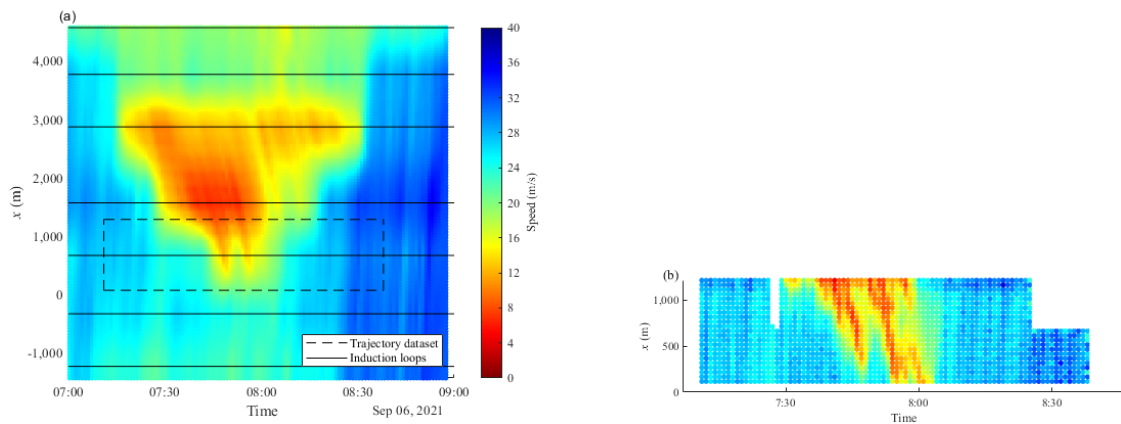 (a)
4,000
3,000
2,000
1,000
0
-1,000
x (m)
07:00
07:30
08:00
08:30
09:00
Time
Sep 06, 2021
Trajectory dataset
Induction loops
40
36
32
28
24
20
16
12
8
4
0
Speed (m/s)
(b)
1,000
500
0
x (m)
7:30
8:00
8:30
Time